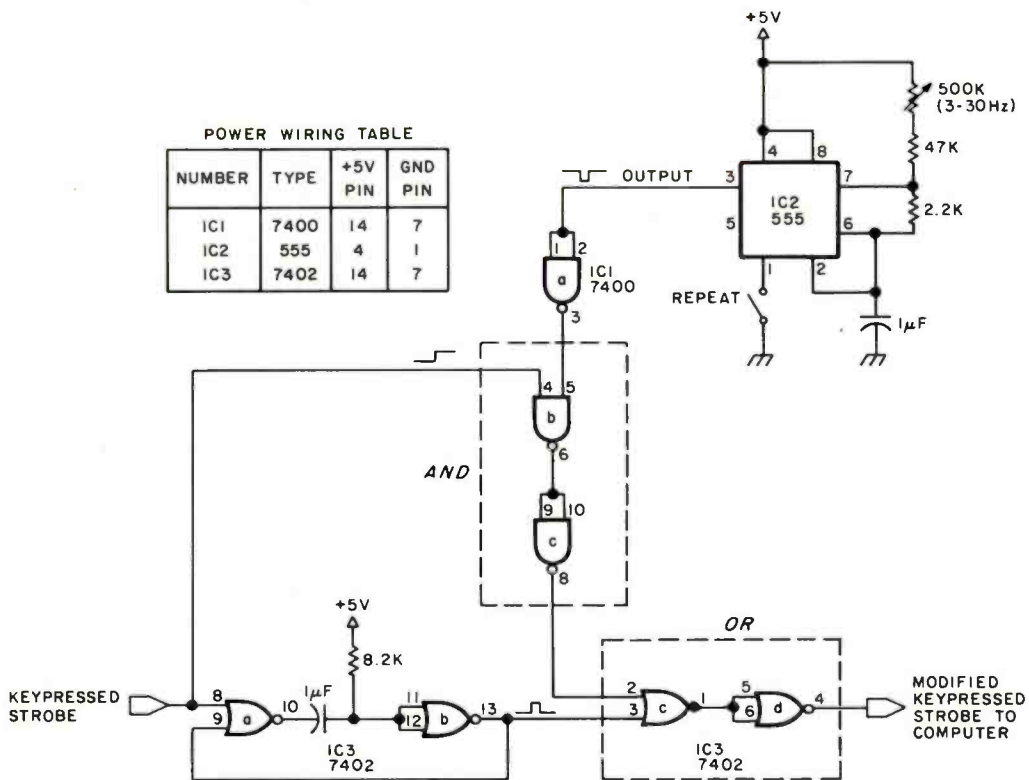 +5V
500K
(3-30Hz)
47K
2.2K
POWER WIRING TABLE
NUMBER TYPE +5V PIN GND PIN
IC1 7400 14 7
IC2 555 4 1
IC3 7402 14 7
4 8
3 OUTPUT
7
IC2
555
5
6
1 2
REPEAT
1μF
1 2
a
IC1
7400
3
4 5
b
6
AND
9 10
c
8
+5V
8.2K
OR
KEYPRESSED
STROBE
8
9
a
10
1μF
11
12
b
13
IC3
7402
2
3
c
1
5
6
d
4
IC3
7402
MODIFIED
KEYPRESSED
STROBE TO
COMPUTER